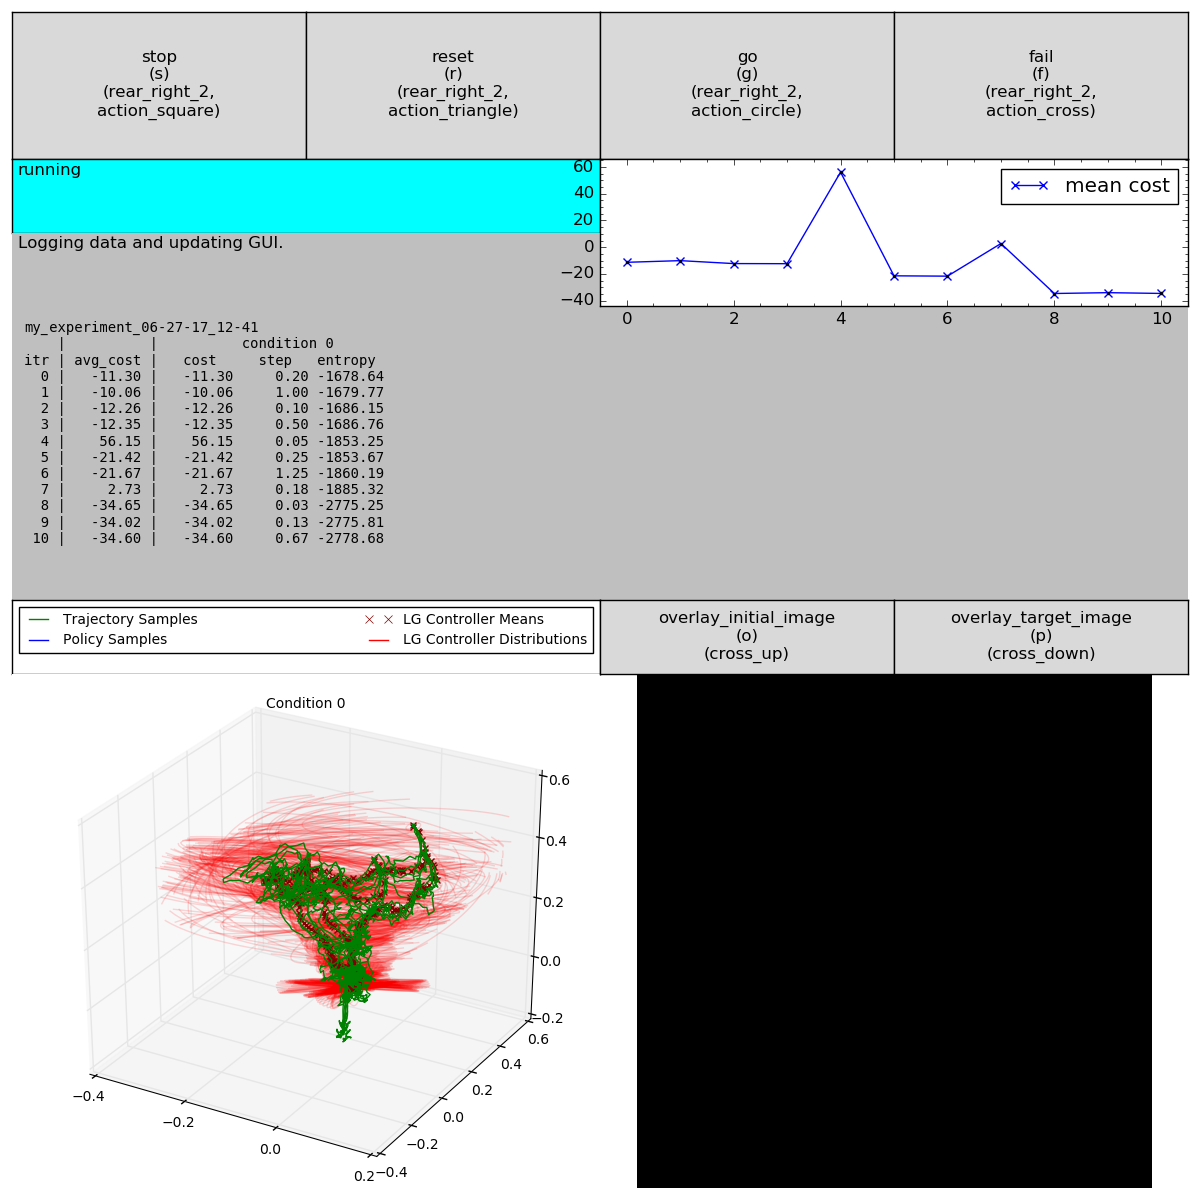 stop
(s)
(rear_right_2,
action_square)
reset
(r)
(rear_right_2,
action_triangle)
go
(g)
(rear_right_2,
action_circle)
fail
(f)
(rear_right_2,
action_cross)
running
Logging data and updating GUI.
60
40
20
0
−20
−40
mean cost
0 2 4 6 8 10
my_experiment_06-27-17_12-41
| | condition 0
itr | avg_cost | cost step entropy
0 | -11.30 | -11.30 0.20 -1678.64
1 | -10.06 | -10.06 1.00 -1679.77
2 | -12.26 | -12.26 0.10 -1686.15
3 | -12.35 | -12.35 0.50 -1686.76
4 | 56.15 | 56.15 0.05 -1853.25
5 | -21.42 | -21.42 0.25 -1853.67
6 | -21.67 | -21.67 1.25 -1860.19
7 | 2.73 | 2.73 0.18 -1885.32
8 | -34.65 | -34.65 0.03 -2775.25
9 | -34.02 | -34.02 0.13 -2775.81
10 | -34.60 | -34.60 0.67 -2778.68
Trajectory Samples
Policy Samples
LG Controller Means
LG Controller Distributions
overlay_initial_image
(o)
(cross_up)
overlay_target_image
(p)
(cross_down)
Condition 0
0.6
0.4
0.2
0.0
−0.2
0.6
0.4
0.2
0.0
−0.2
−0.4
−0.4
−0.2
0.0
0.2